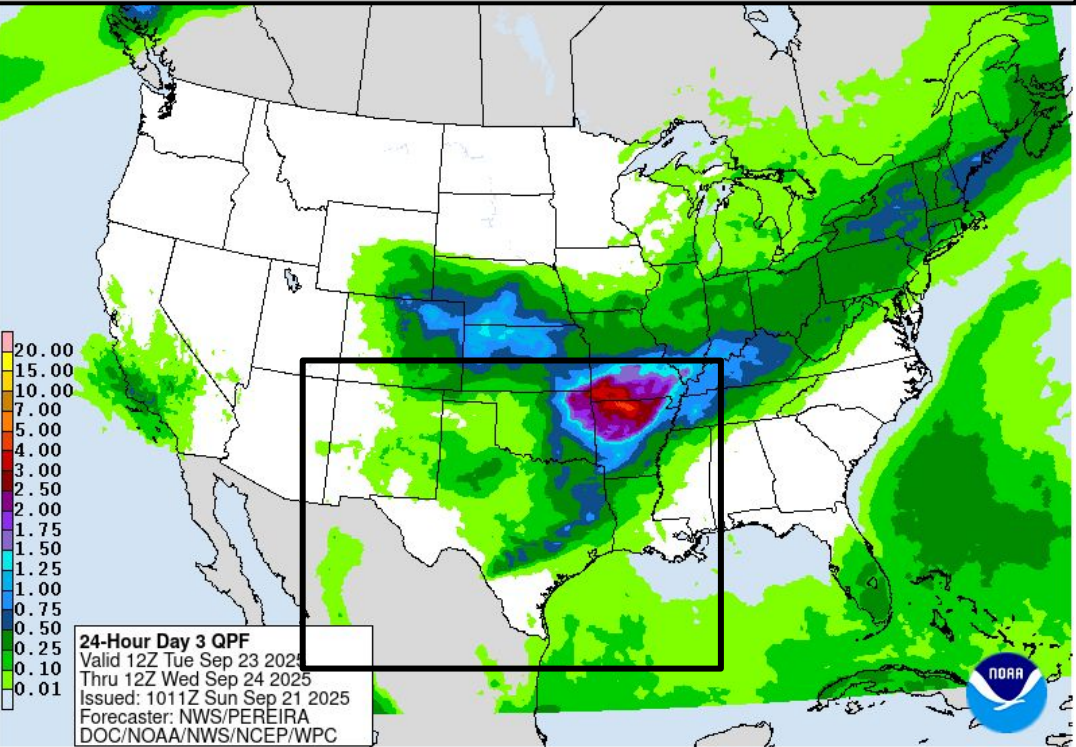 20.00
15.00
10.00
7.00
5.00
4.00
3.00
2.50
2.00
1.75
1.50
1.25
1.00
0.75
0.50
0.25
0.10
0.01
24-Hour Day 3 QPF
Valid 12Z Tue Sep 23 2025
Thru 12Z Wed Sep 24 2025
Issued: 1011Z Sun Sep 21 2025
Forecaster: NWS/PEREIRA
DOC/NOAA/NWS/NCEP/WPC
NOAA